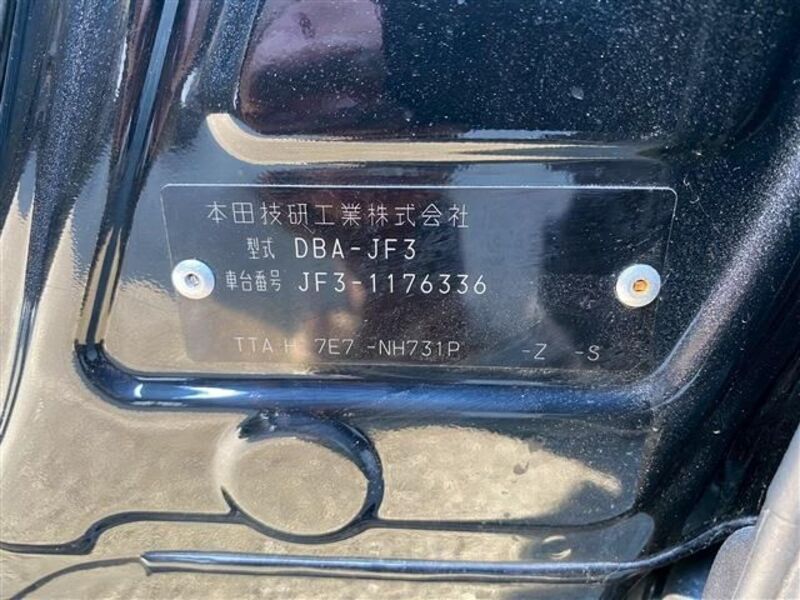 本田技研工業株式会社
型式 DBA-JF3
車台番号 JF3-1176336
TTA H 7E7 -NH731P -Z -S